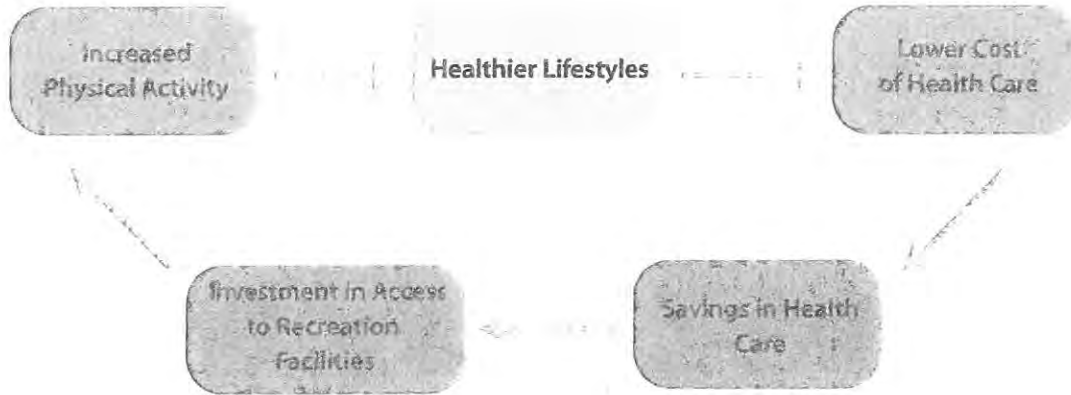 Increased
Physical Activity
Healthier Lifestyles
Lower Cost
of Health Care
Investment in Access
to Recreation
Facilities
Savings in Health
Care